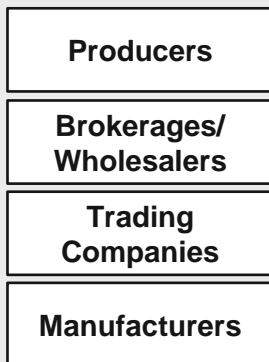 Producers
Brokerages/
Wholesalers
Trading
Companies
Manufacturers